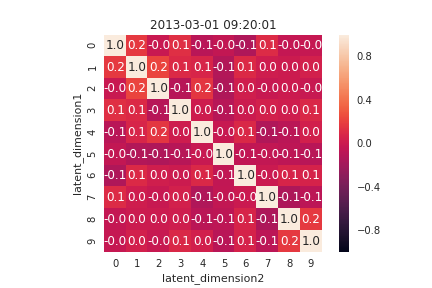 2013-03-01 09:20:01
0 1.0 0.2 -0.0 0.1 -0.1 -0.0 -0.1 0.1 -0.0 -0.0
1 0.2 1.0 0.2 0.1 0.1 -0.1 0.1 0.0 0.0 0.0
2 -0.0 0.2 1.0 -0.1 0.2 -0.1 0.0 -0.0 -0.0 -0.0
3 0.1 0.1 -0.1 1.0 0.0 -0.1 0.0 0.0 0.0 0.1
4 -0.1 0.1 0.2 0.0 1.0 -0.0 0.1 -0.1 -0.1 0.0
5 -0.0 -0.1 -0.1 -0.1 -0.0 1.0 -0.1 -0.0 -0.1 -0.1
6 -0.1 0.1 0.0 0.0 0.1 -0.1 1.0 -0.0 0.1 0.1
7 0.1 0.0 -0.0 0.0 -0.1 -0.0 -0.0 1.0 -0.1 -0.1
8 -0.0 0.0 -0.0 0.0 -0.1 -0.1 0.1 -0.1 1.0 0.2
9 -0.0 0.0 -0.0 0.1 0.0 -0.1 0.1 -0.1 0.2 1.0
0 1 2 3 4 5 6 7 8 9
latent_dimension2
latent_dimension1
0.8
0.4
0.0
−0.4
−0.8